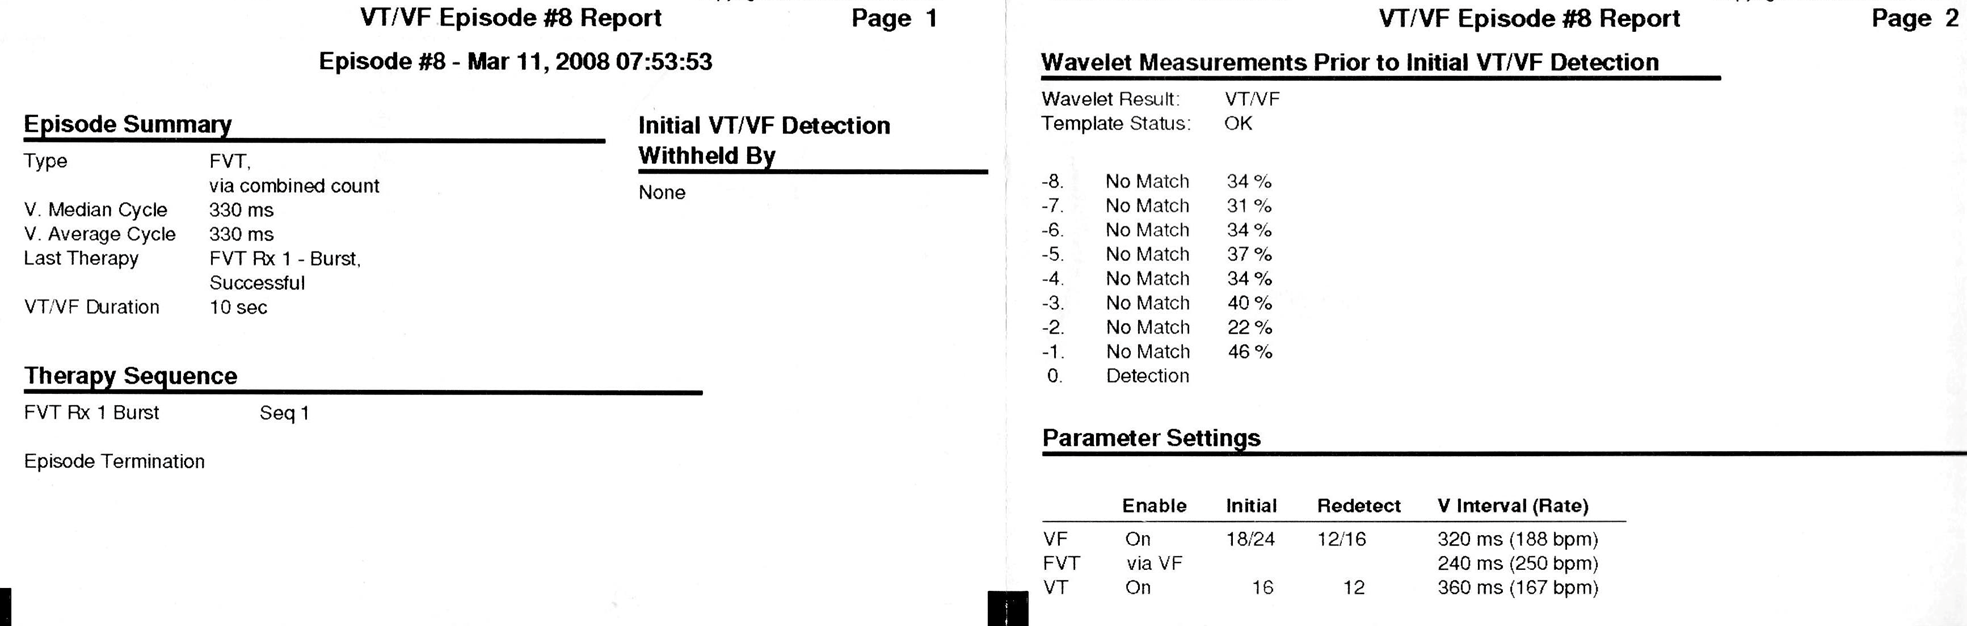 VT/VF Episode #8 Report Page 1
Episode #8 - Mar 11, 2008 07:53:53
Episode Summary
Type FVT,
via combined count
V. Median Cycle 330 ms
V. Average Cycle 330 ms
Last Therapy FVT Rx 1 - Burst,
Successful
VT/VF Duration 10 sec
Initial VT/VF Detection
Withheld By
None
Therapy Sequence
FVT Rx 1 Burst Seq 1
Episode Termination
VT/VF Episode #8 Report Page 2
Wavelet Measurements Prior to Initial VT/VF Detection
Wavelet Result: VT/VF
Template Status: OK
-8. No Match 34 %
-7. No Match 31 %
-6. No Match 34 %
-5. No Match 37 %
-4. No Match 34 %
-3. No Match 40 %
-2. No Match 22 %
-1. No Match 46 %
0. Detection
Parameter Settings
Enable Initial Redetect V Interval (Rate)
VF On 18/24 12/16 320 ms (188 bpm)
FVT via VF 240 ms (250 bpm)
VT On 16 12 360 ms (167 bpm)